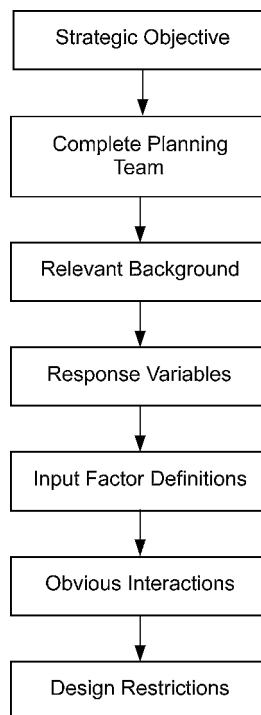 Strategic Objective
Complete Planning
Team
Relevant Background
Response Variables
Input Factor Definitions
Obvious Interactions
Design Restrictions